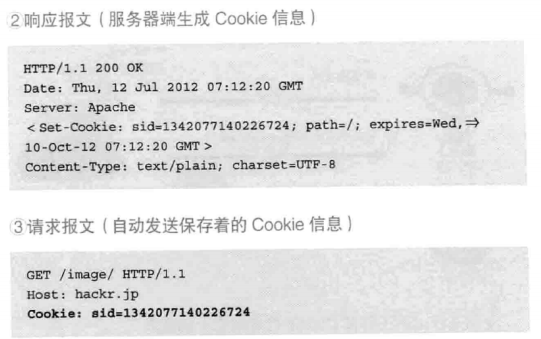 ②响应报文（服务器端生成 Cookie 信息）
HTTP/1.1 200 OK
Date: Thu, 12 Jul 2012 07:12:20 GMT
Server: Apache
<Set-Cookie: sid=1342077140226724; path=/; expires=Wed,⇒
10-Oct-12 07:12:20 GMT>
Content-Type: text/plain; charset=UTF-8
③请求报文（自动发送保存着的 Cookie 信息）
GET /image/ HTTP/1.1
Host: hackr.jp
Cookie: sid=1342077140226724